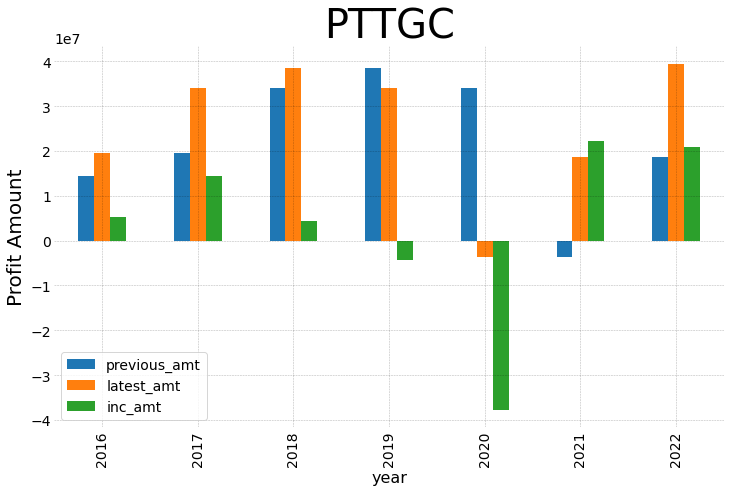 PTTGC
1e7
4
3
2
1
0
−1
−2
−3
−4
Profit Amount
previous_amt
latest_amt
inc_amt
2016
2017
2018
2019
2020
2021
2022
year